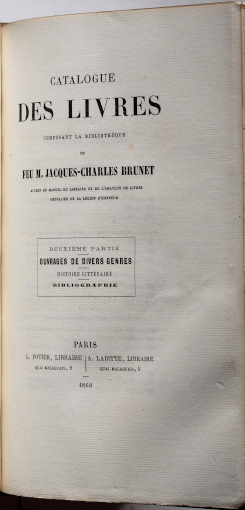 CATALOGUE
DES LIVRES
COMPOSANT LA BIBLIOTHÈQUE
DE
FEU M. JACQUES-CHARLES BRUNET
AUTEUR DU MANUEL DU LIBRAIRE ET DE L'AMATEUR DE LIVRES
CHEVALIER DE LA LÉGION D'HONNEUR
DEUXIÈME PARTIE
OUVRAGES DE DIVERS GENRES
HISTOIRE LITTÉRAIRE
BIBLIOGRAPHIE
PARIS
L. POTIER, LIBRAIRE
QUAI MALAQUAIS, 9
A. LABITTE, LIBRAIRE
QUAI MALAQUAIS, 5
1868